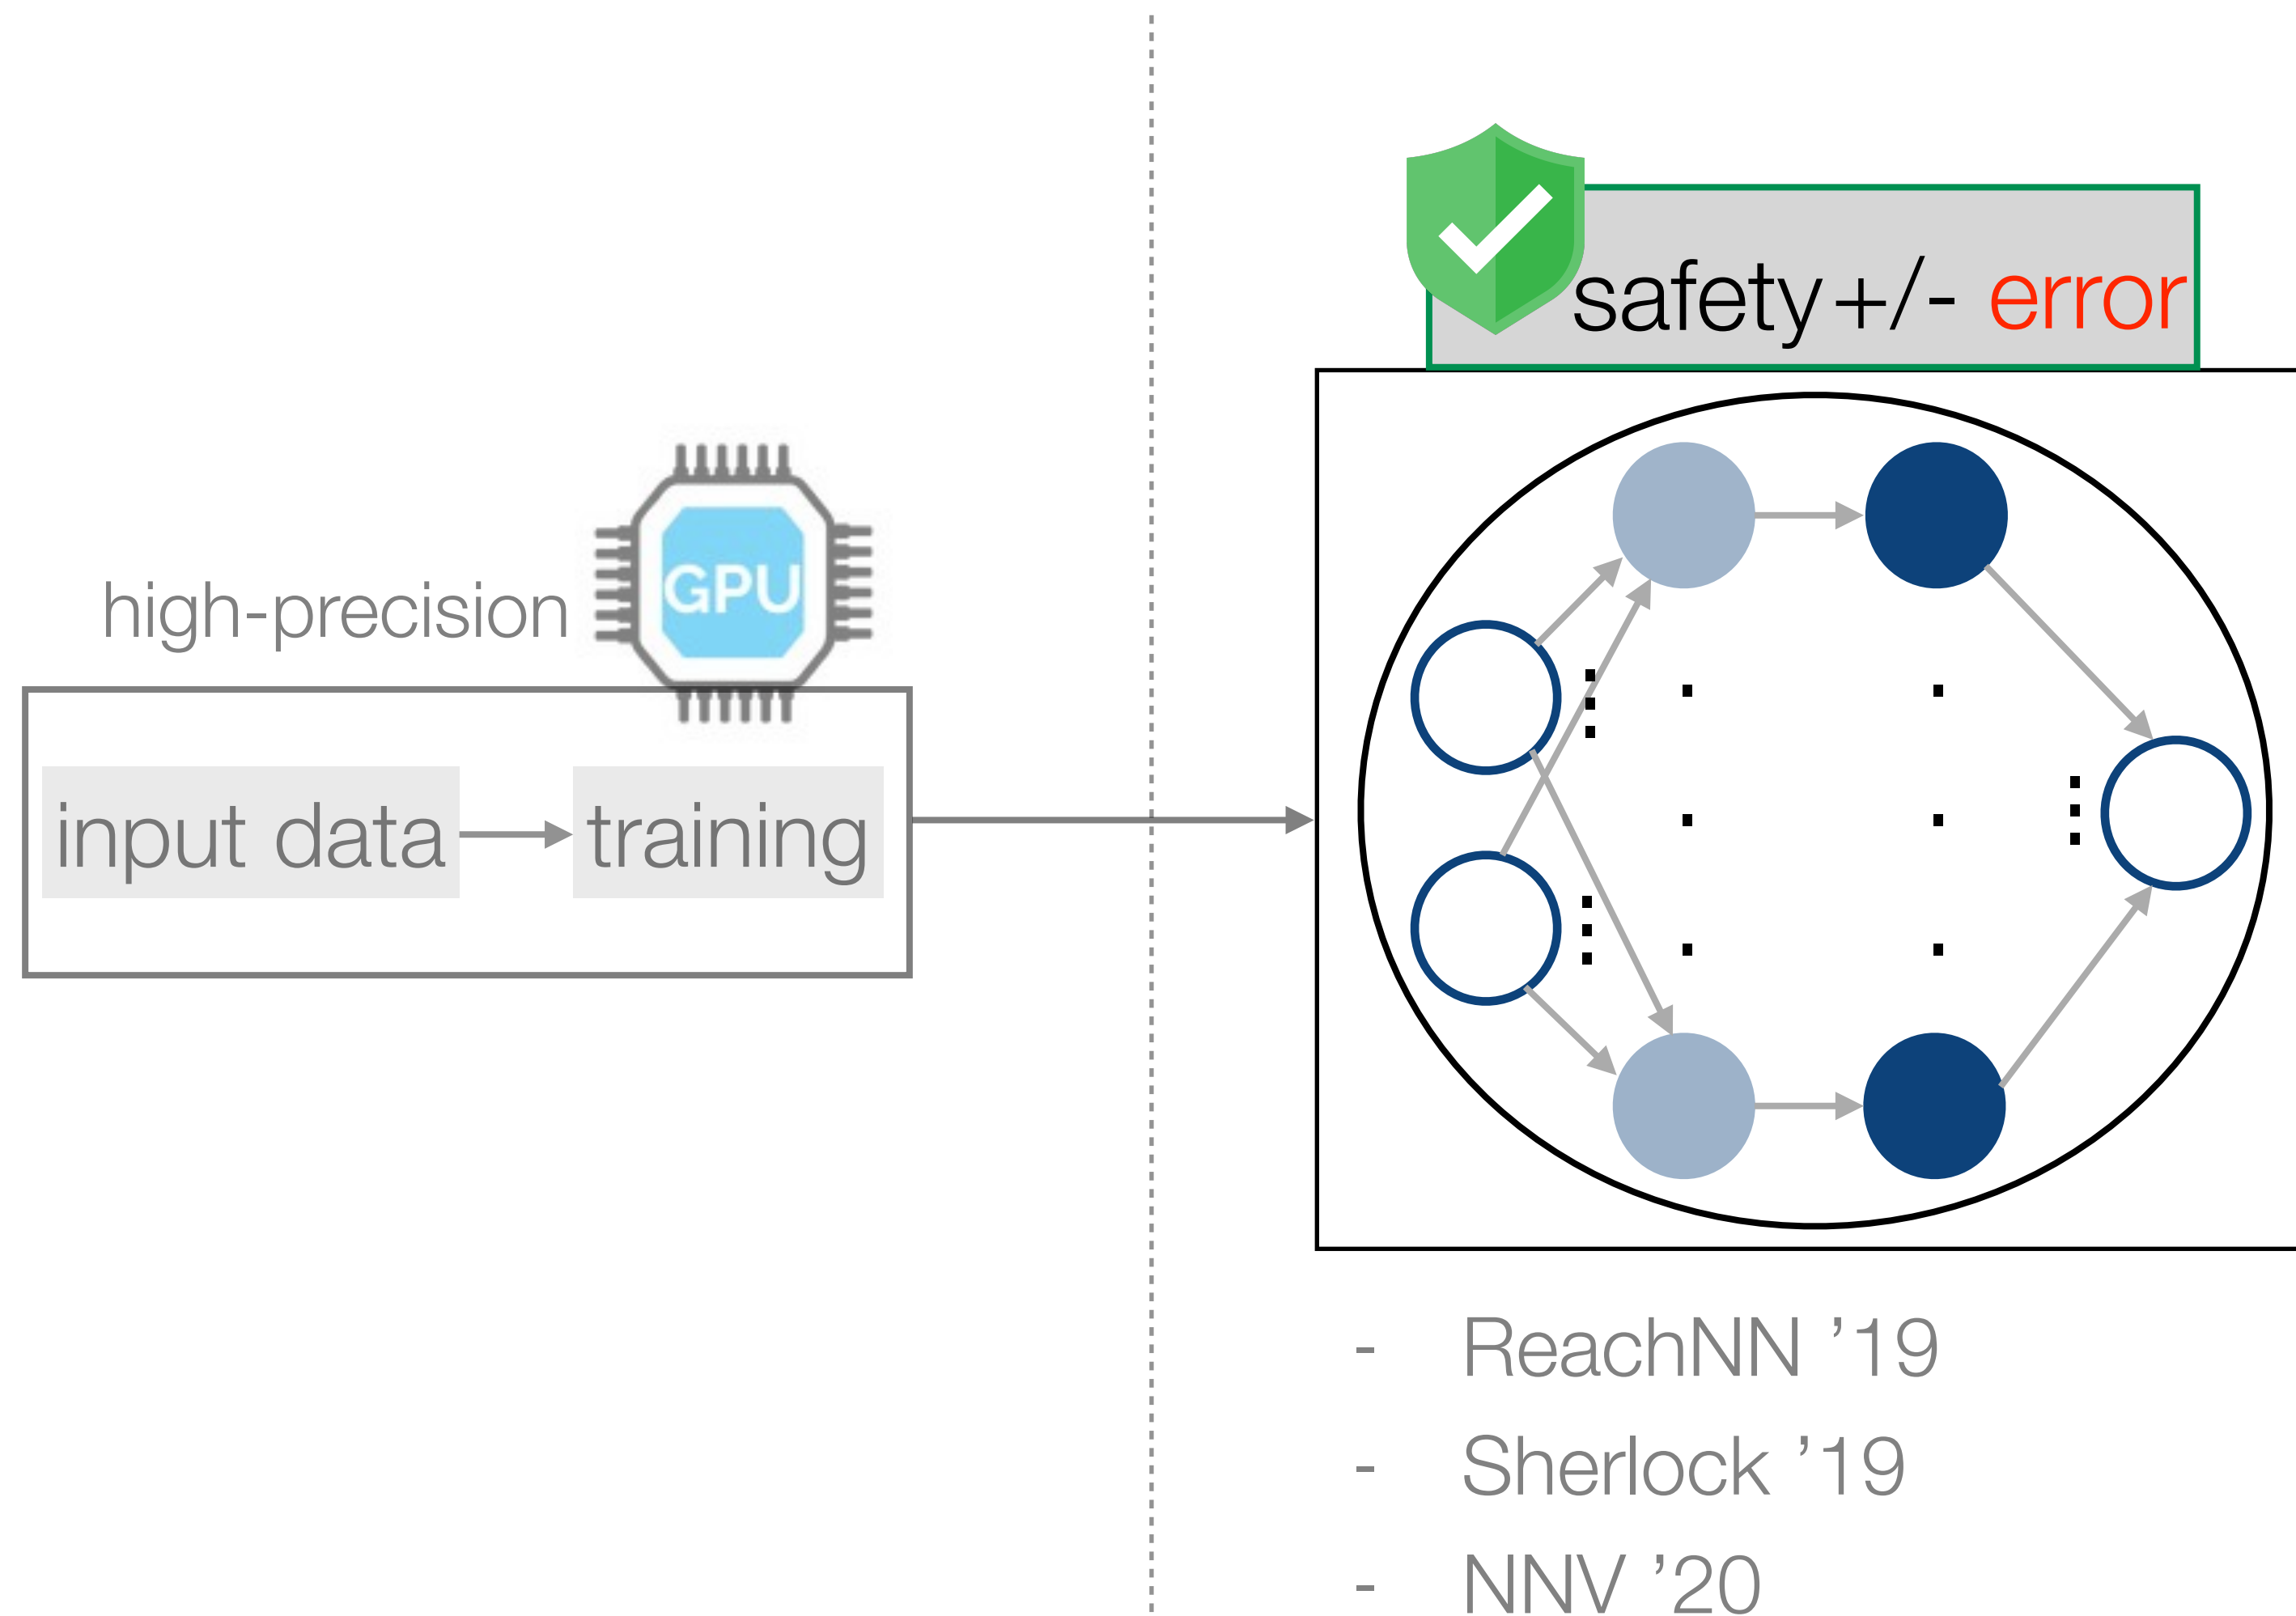 high-precision
GPU
input data
training
safety +/- error
- ReachNN ’19
- Sherlock ’19
- NNV ’20